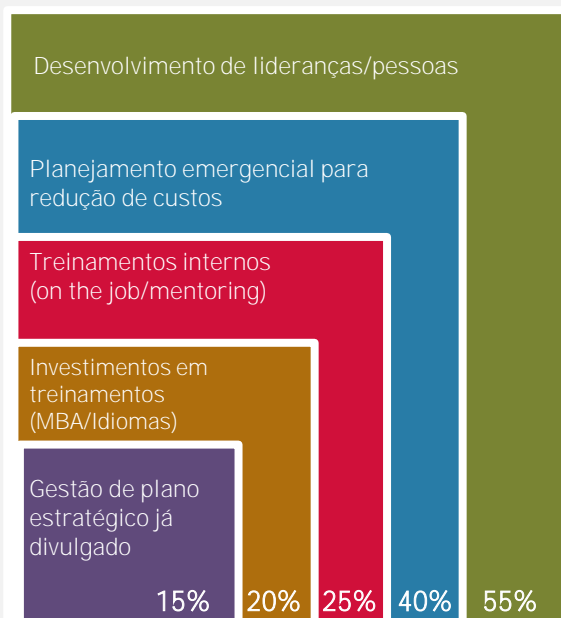 Desenvolvimento de lideranças/pessoas
Planejamento emergencial para
redução de custos
Treinamentos internos
(on the job/mentoring)
Investimentos em
treinamentos
(MBA/Idiomas)
Gestão de plano
estratégico já
divulgado
15% 20% 25% 40% 55%